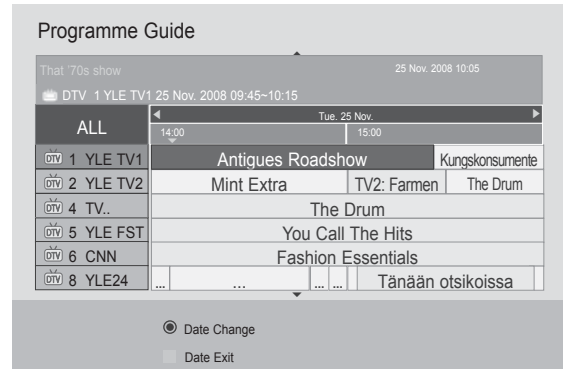 Programme Guide
That '70s show 25 Nov. 2008 10:05
DTV 1 YLE TV1 25 Nov. 2008 09:45~10:15
ALL
Tue. 25 Nov.
14:00 15:00
DTV 1 YLE TV1 Antigues Roadshow Kungskonsumente
DTV 2 YLE TV2 Mint Extra TV2: Farmen The Drum
DTV 4 TV.. The Drum
DTV 5 YLE FST You Call The Hits
DTV 6 CNN Fashion Essentials
DTV 8 YLE24 ... ... ... ... Tänään otsikoissa
Date Change
Date Exit